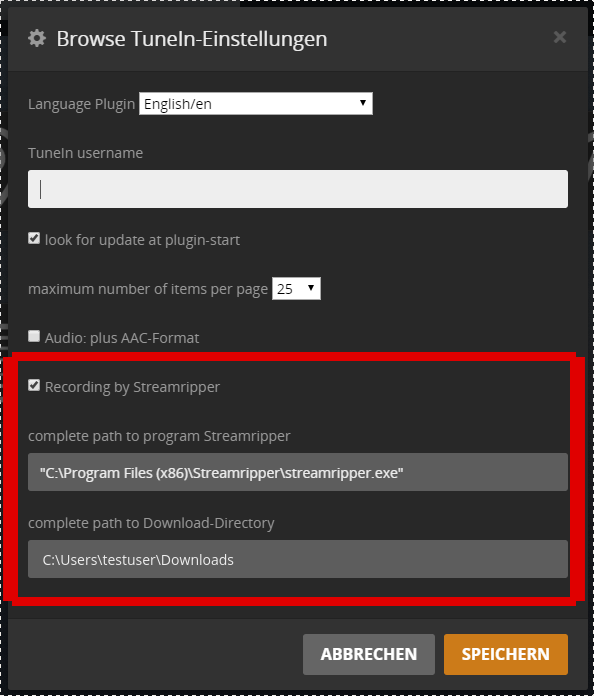 Browse TuneIn-Einstellungen
Language Plugin English/en
TuneIn username
look for update at plugin-start
maximum number of items per page 25
Audio: plus AAC-Format
Recording by Streamripper
complete path to program Streamripper
"C:\Program Files (x86)\Streamripper\streamripper.exe"
complete path to Download-Directory
C:\Users\testuser\Downloads
ABBRECHEN SPEICHERN